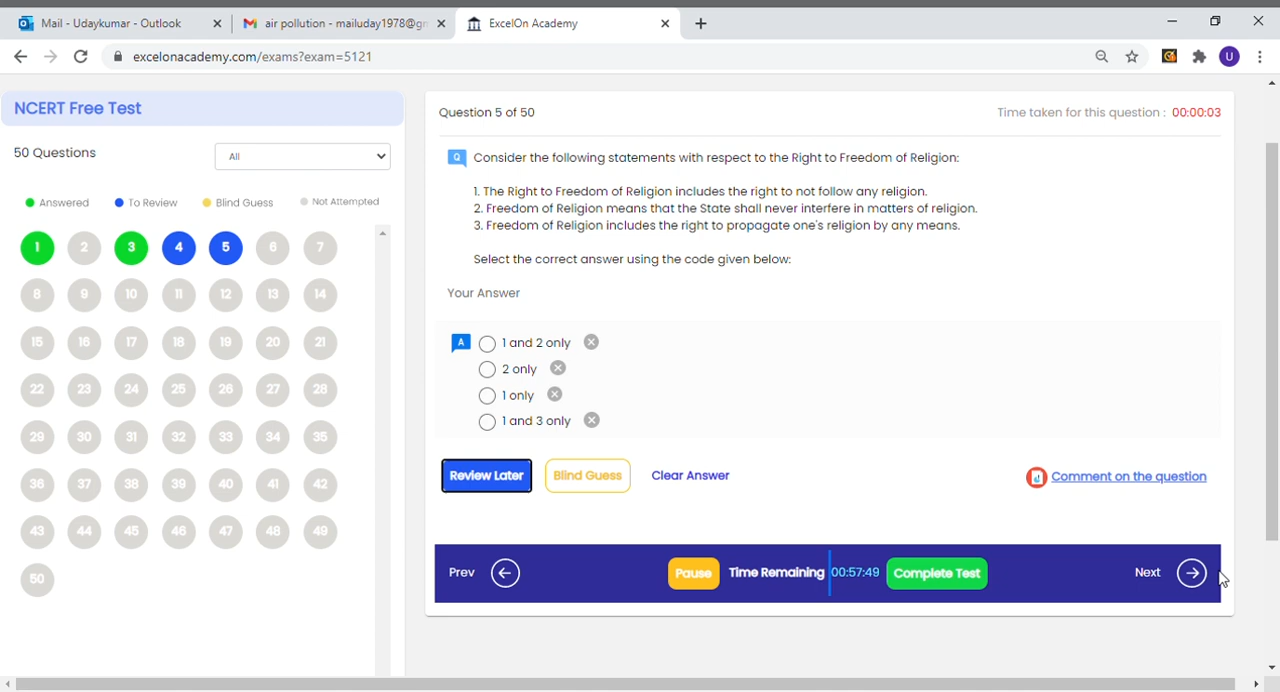 Mail - Udaykumar - Outlook
air pollution - mailuday1978@gr
ExcelOn Academy
excelonacademy.com/exams?exam=5121
U
NCERT Free Test
50 Questions
All
Answered
To Review
Blind Guess
Not Attempted
1 2 3 4 5 6 7
8 9 10 11 12 13 14
15 16 17 18 19 20 21
22 23 24 25 26 27 28
29 30 31 32 33 34 35
36 37 38 39 40 41 42
43 44 45 46 47 48 49
50
Question 5 of 50
Time taken for this question : 00:00:03
Q Consider the following statements with respect to the Right to Freedom of Religion:
1. The Right to Freedom of Religion includes the right to not follow any religion.
2. Freedom of Religion means that the State shall never interfere in matters of religion.
3. Freedom of Religion includes the right to propagate one's religion by any means.
Select the correct answer using the code given below:
Your Answer
A 1 and 2 only
2 only
1 only
1 and 3 only
Review Later
Blind Guess
Clear Answer
Comment on the question
Prev
Pause
Time Remaining
00:57:49
Complete Test
Next